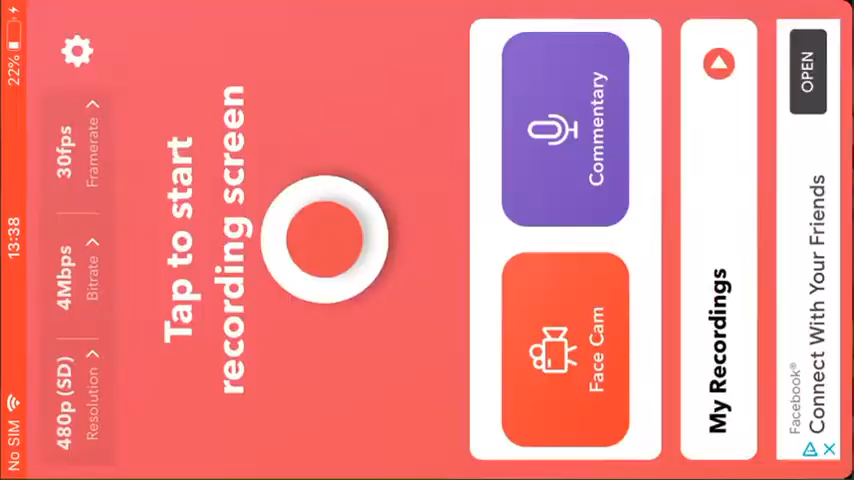 No SIM 13:38 22%
480p (SD) 4Mbps 30fps
Resolution Bitrate Framerate
Tap to start
recording screen
Face Cam Commentary
My Recordings
Facebook®
Connect With Your Friends
OPEN